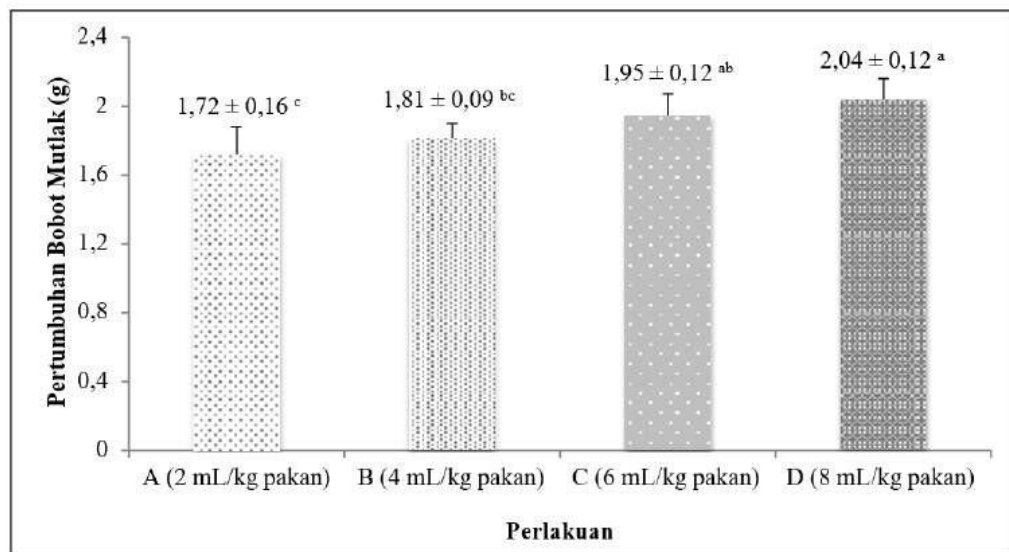 Pertumbuhan Bobot Mutlak (g)
2,4
2
1,6
1,2
0,8
0,4
0
1,72 ± 0,16 ᶜ
1,81 ± 0,09 ᵇᶜ
1,95 ± 0,12 ᵃᵇ
2,04 ± 0,12 ᵃ
A (2 mL/kg pakan)
B (4 mL/kg pakan)
C (6 mL/kg pakan)
D (8 mL/kg pakan)
Perlakuan